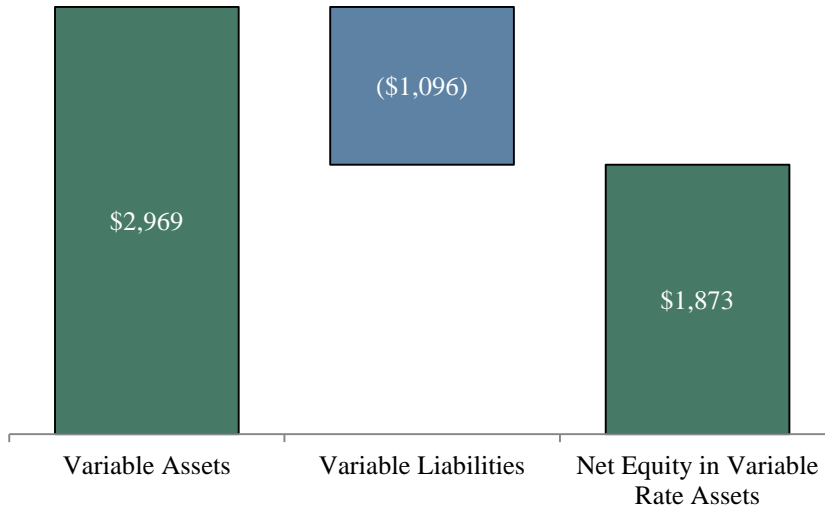 ($1,096)
$2,969
$1,873
Variable Assets
Variable Liabilities
Net Equity in Variable
Rate Assets